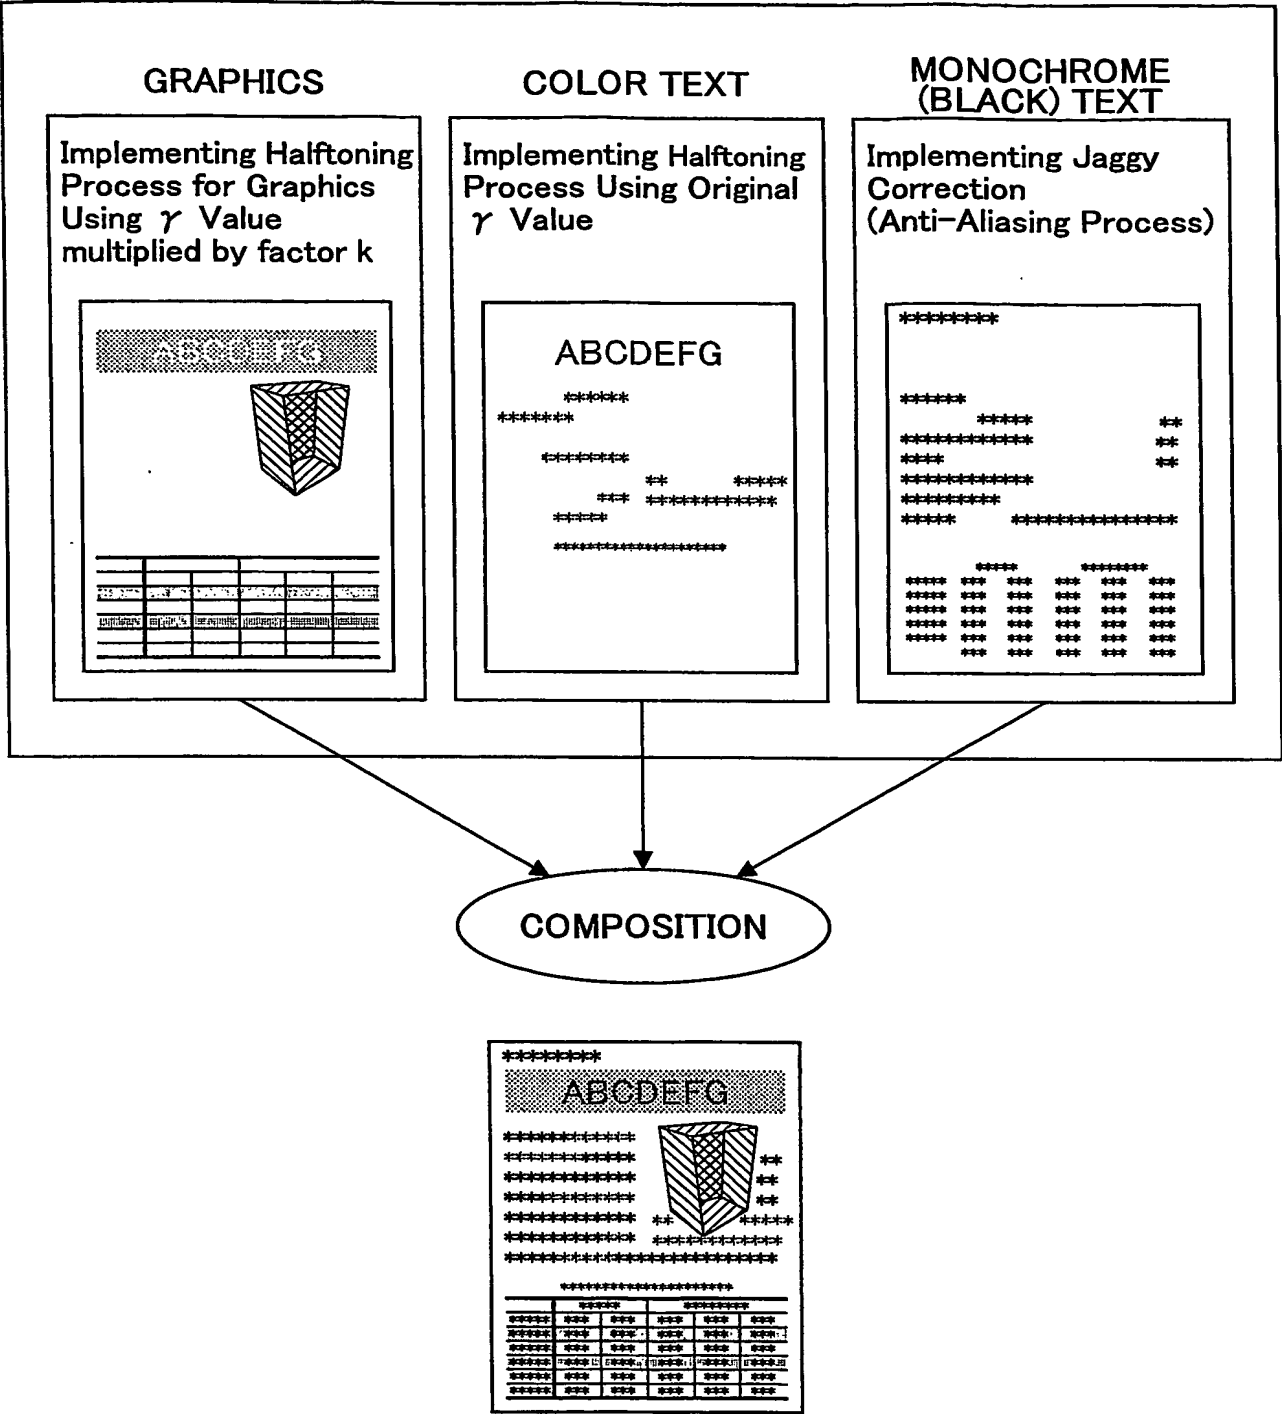 GRAPHICS
Implementing Halftoning
Process for Graphics
Using γ Value
multiplied by factor k
ABCDEFG
COLOR TEXT
Implementing Halftoning
Process Using Original
γ Value
ABCDEFG
******
*******
********
** *****
*** ************
*****
*********************
MONOCHROME
(BLACK) TEXT
Implementing Jaggy
Correction
(Anti-Aliasing Process)
********
******
***** **
************ **
**** **
************
*********
***** ***************
***** ********
***** *** *** *** *** ***
***** *** *** *** *** ***
***** *** *** *** *** ***
***** *** *** *** *** ***
***** *** *** *** *** ***
*** *** *** *** ***
COMPOSITION
********
ABCDEFG
************
************ **
************ **
************ **
************ ** *****
************ ************
*************************
*********************
***** ********
***** *** *** *** *** ***
***** *** *** *** *** ***
***** *** *** *** *** ***
***** *** *** *** *** ***
***** *** *** *** *** ***
***** *** *** *** *** ***